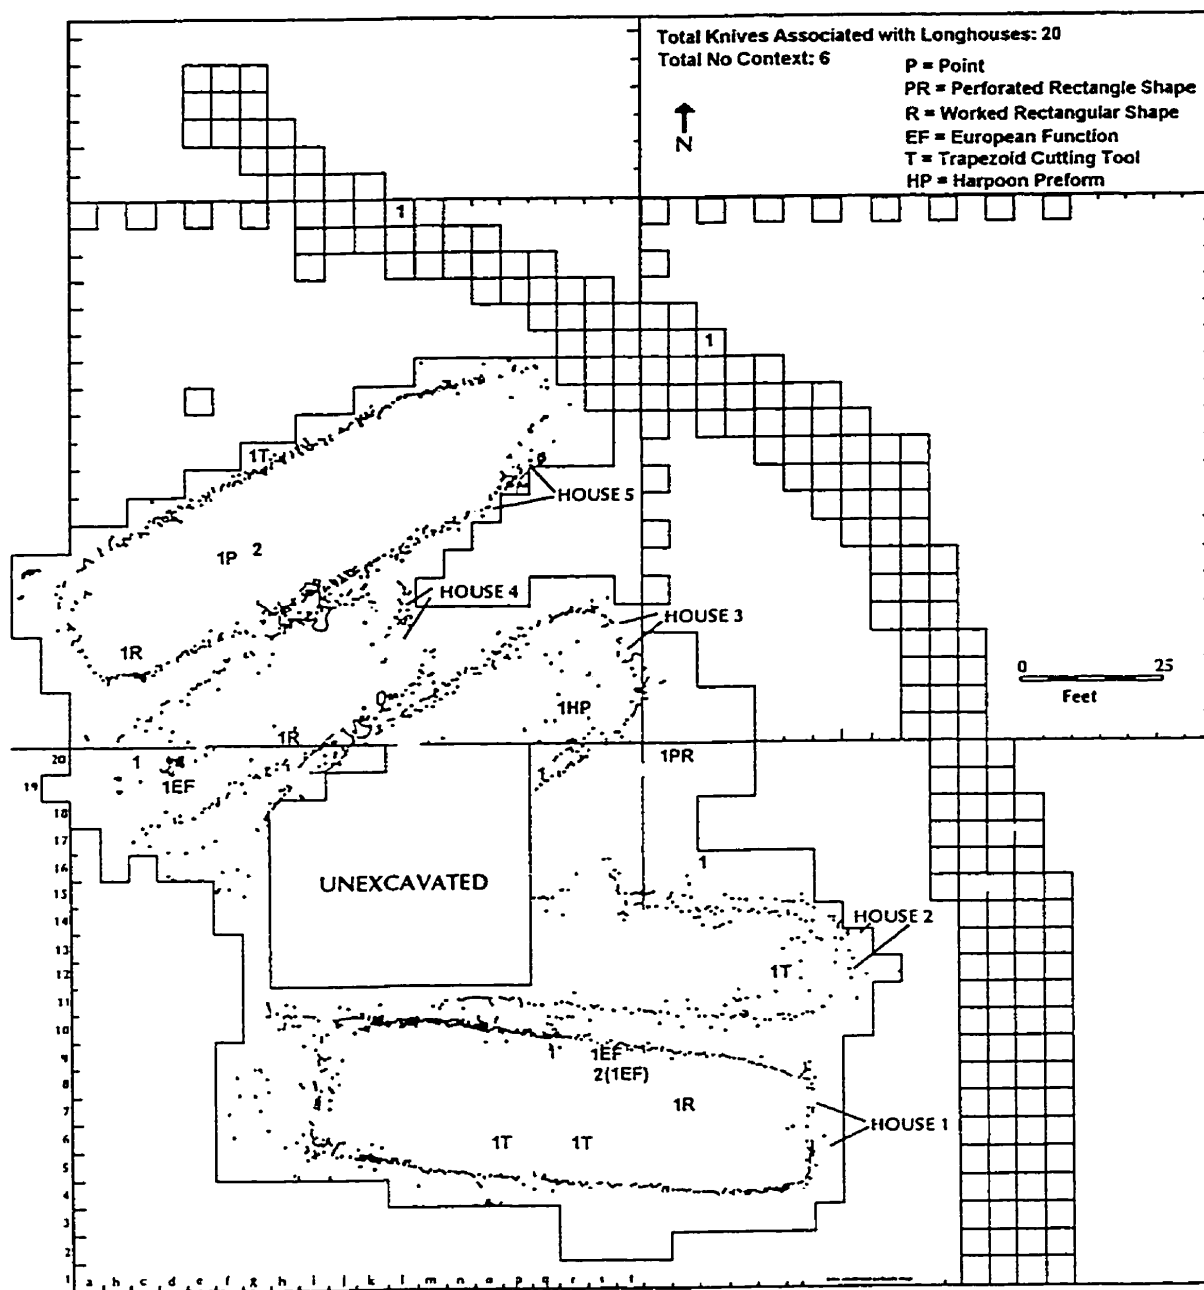 Total Knives Associated with Longhouses: 20
Total No Context: 6
P = Point
PR = Perforated Rectangle Shape
R = Worked Rectangular Shape
EF = European Function
T = Trapezoid Cutting Tool
HP = Harpoon Preform
N
1
1
1T
HOUSE 5
1P 2
HOUSE 4
HOUSE 3
1R
0 25
Feet
1HP
1R
1PR
20
1
1EF
19
18
17
16
1
15
UNEXCAVATED
14
HOUSE 2
13
12
1T
11
10
1
1EF
9
2(1EF)
8
1R
7
HOUSE 1
6
1T 1T
5
4
3
2
1 a h c d e f g h i j k l m n o p q r s t